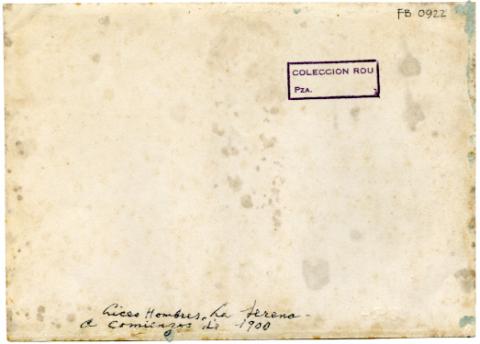 FB 0922
COLECCION ROU
PZA.
Liceo Hombres, La Serena -
a comienzos de 1900